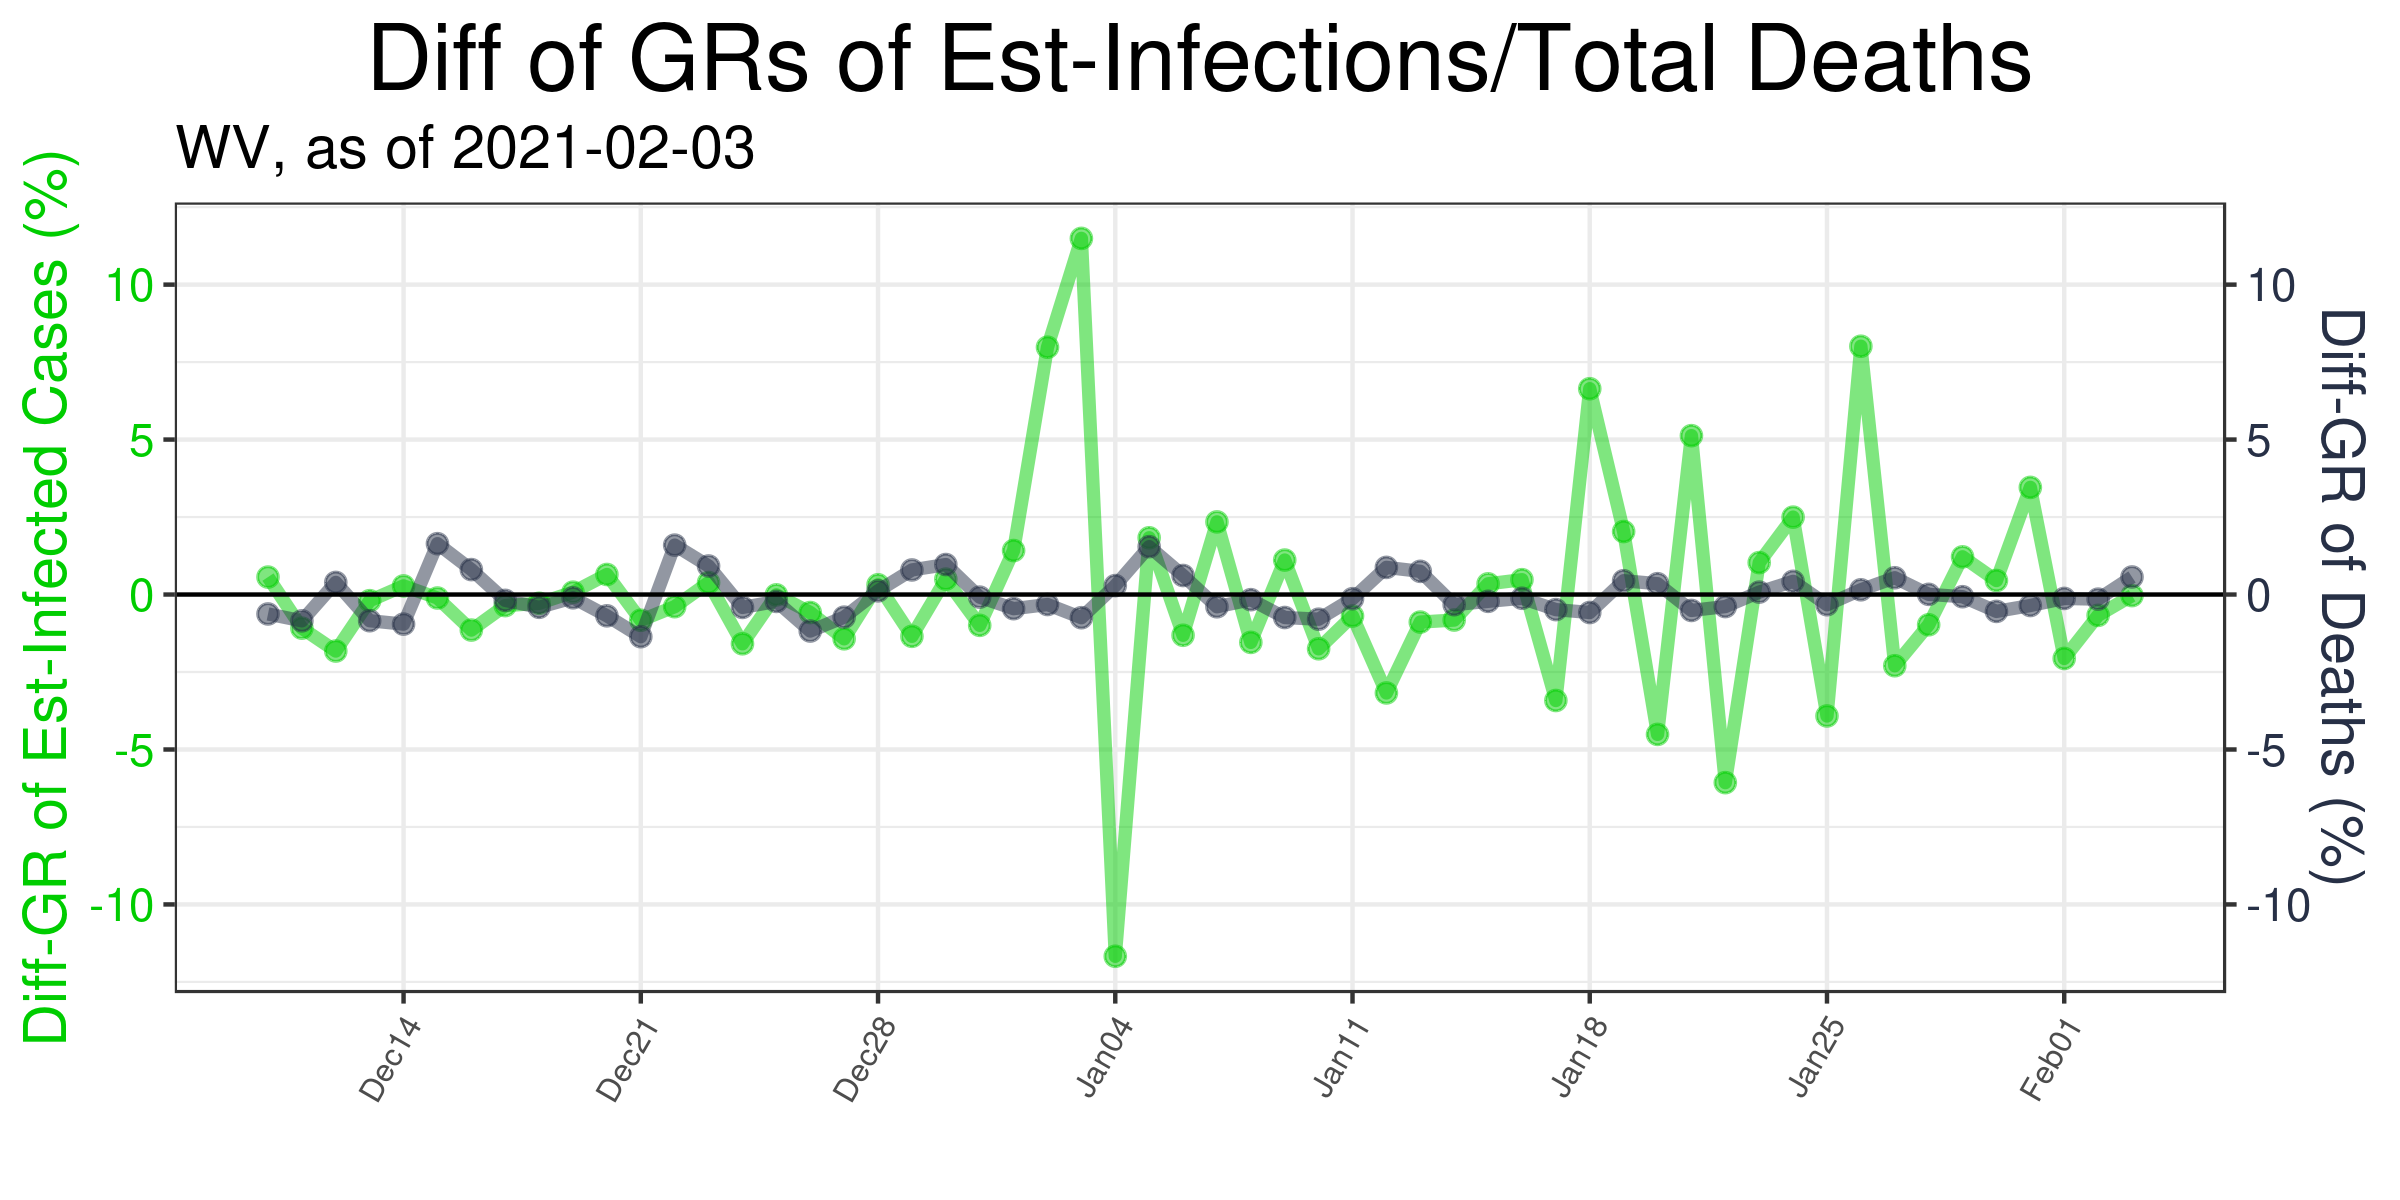 Diff of GRs of Est-Infections/Total Deaths
WV, as of 2021-02-03
Diff-GR of Est-Infected Cases (%)
10
5
0
-5
-10
10
5
0
-5
-10
Diff-GR of Deaths (%)
Dec14
Dec21
Dec28
Jan04
Jan11
Jan18
Jan25
Feb01